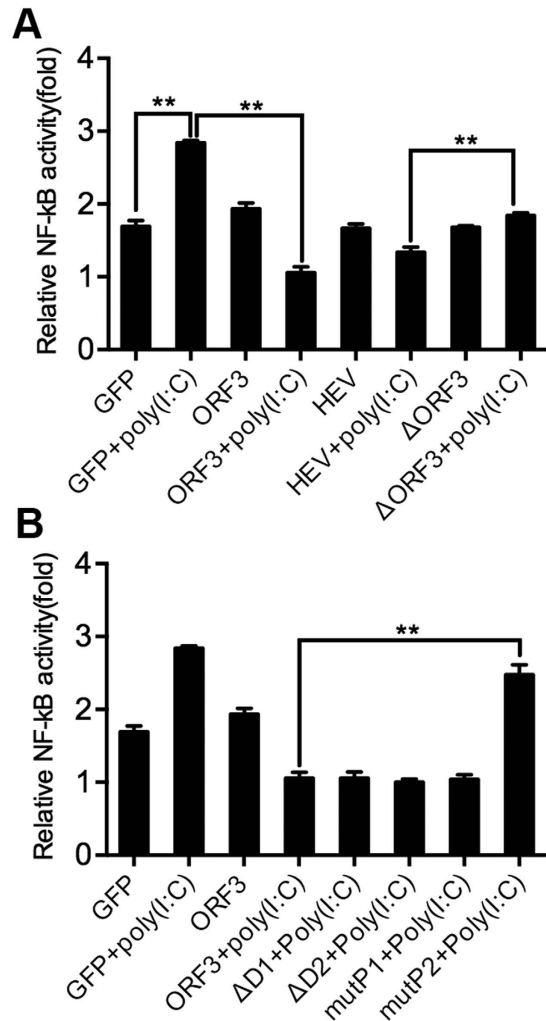 A
Relative NF-kB activity(fold)
4
3
2
1
0
**
**
**
GFP
GFP+poly(I:C)
ORF3
ORF3+poly(I:C)
HEV
HEV+poly(I:C)
ΔORF3
ΔORF3+poly(I:C)
B
Relative NF-kB activity(fold)
4
3
2
1
0
**
GFP
GFP+poly(I:C)
ORF3
ORF3+poly(I:C)
ΔD1+Poly(I:C)
ΔD2+Poly(I:C)
mutP1+Poly(I:C)
mutP2+Poly(I:C)